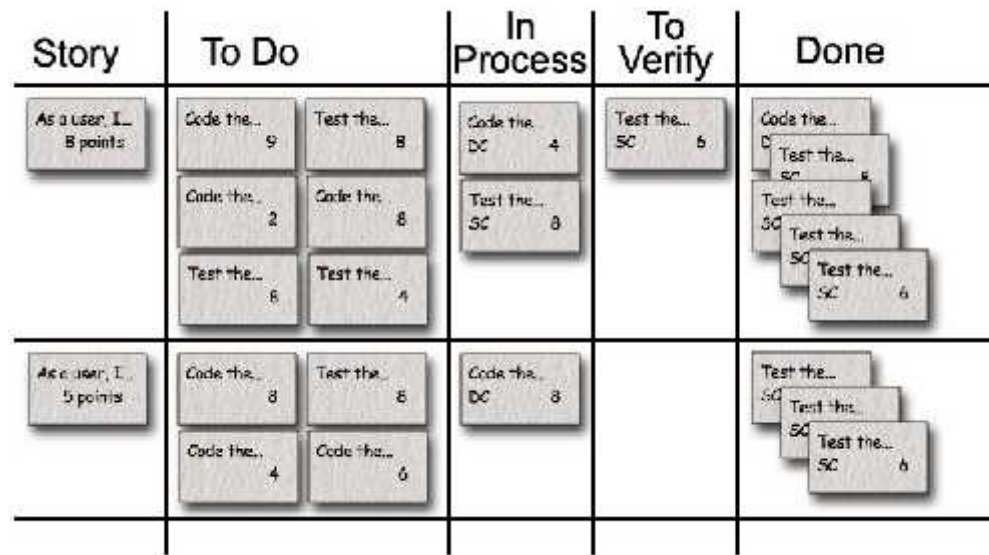 Story
To Do
In
Process
To
Verify
Done
As a user, I...
8 points
Code the...
9
Test the...
8
Code the...
2
Code the
8
Test the...
8
Test the...
4
Code the
DC 4
Test the...
SC 8
Test the...
SC 6
Code the...
Test the...
SC
Test the...
SC
Test the...
SC
Test the...
SC 6
As a user, I...
5 points
Code the...
8
Test the...
8
Code the...
4
Code the...
6
Code the...
DC 8
Test the...
SC
Test the...
SC
Test the...
SC 6